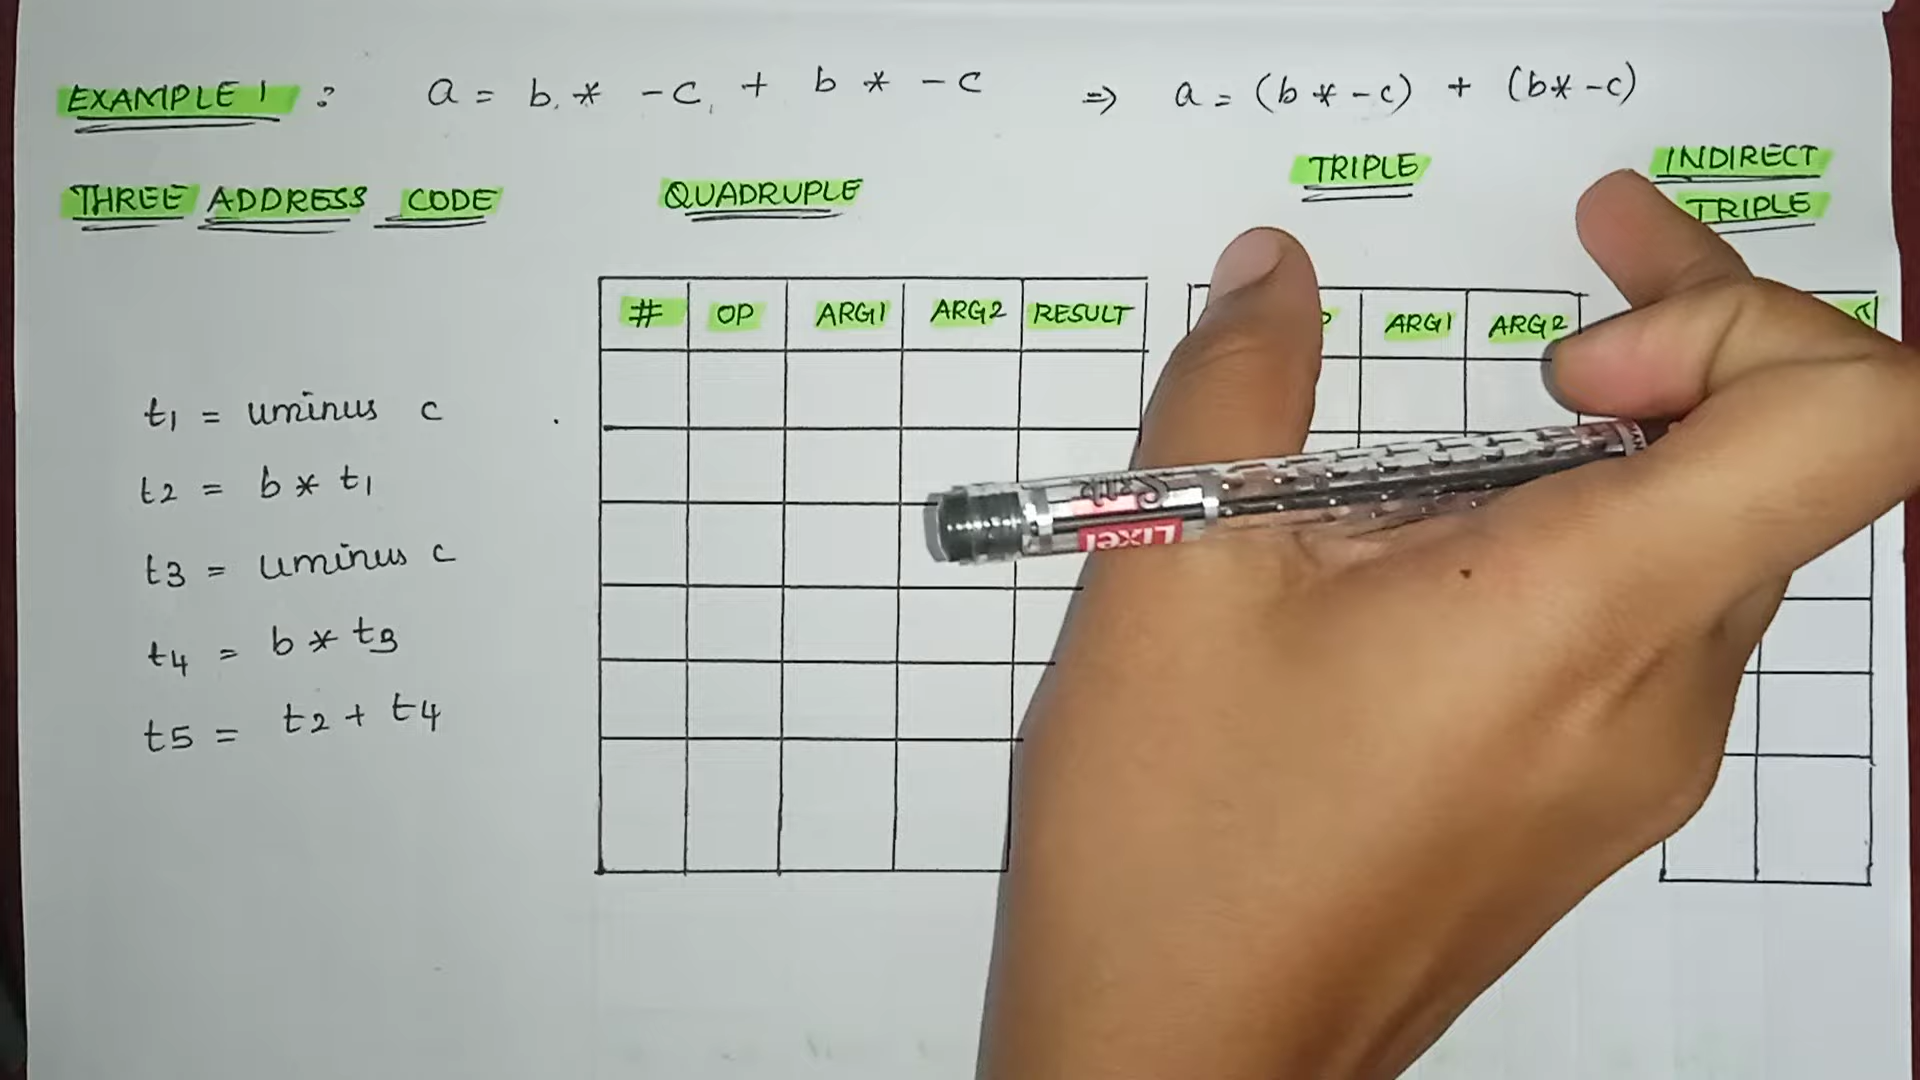 EXAMPLE 1 : a = b * - c + b * - c ⇒ a = (b * - c) + (b * - c)
THREE ADDRESS CODE QUADRUPLE TRIPLE INDIRECT
TRIPLE
# OP ARG1 ARG2 RESULT ARG1 ARG2
t1 = uminus c
t2 = b * t1
t3 = uminus c
t4 = b * t3
t5 = t2 + t4
Lixel